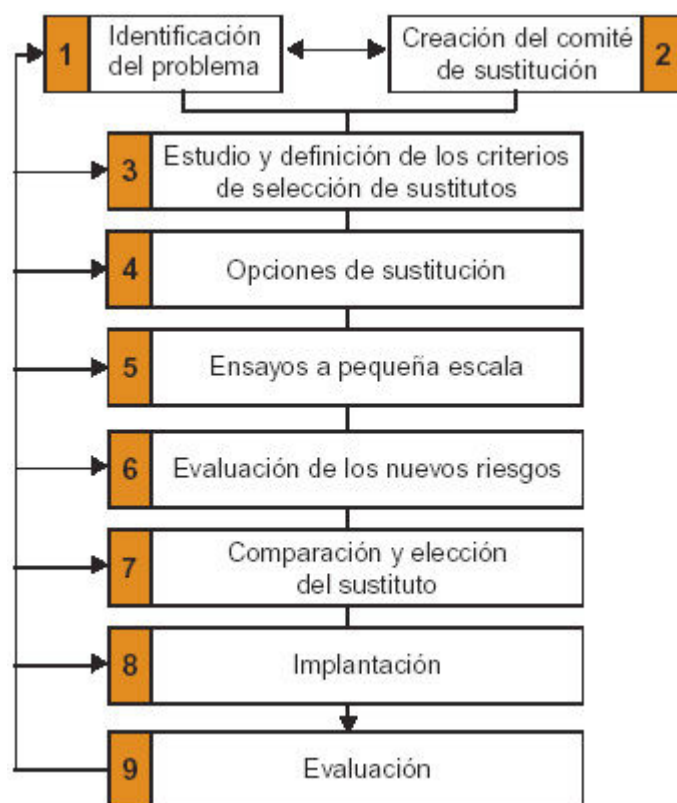 1
Identificación
del problema
Creación del comité
de sustitución
2
3
Estudio y definición de los criterios
de selección de sustitutos
4
Opciones de sustitución
5
Ensayos a pequeña escala
6
Evaluación de los nuevos riesgos
7
Comparación y elección
del sustituto
8
Implantación
9
Evaluación